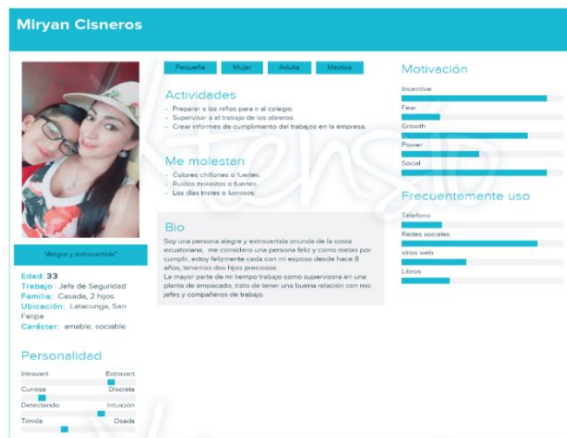 Miryan Cisneros
"Alegre y extrovertida"
Edad: 33
Trabajo Jefa de Seguridad
Familia: Casada, 2 hijos.
Ubicación: Latacunga, San
Felipe
Carácter: amable, sociable
Personalidad
Introvert Extrovert
Curiosa Discreta
Detectando Intuición
Timida Osada
Pequeña Mujer Adulta Mestiza
Actividades
- Preparar a los niños para ir al colegio.
- Supervisar a el trabajo de los obreros.
- Crear informes de cumplimiento del trabajos en la empresa.
Me molestan
- Colores chillones o fuertes.
- Ruidos molestos o fuertes.
- Los días tristes o lluviosos.
Bio
Soy una persona alegre y extrovertida oriunda de la costa
ecuatoriana, me considero una persona feliz y como metas por
cumplir, estoy felizmente cada con mi esposo desde hace 8
años, tenemos dos hijos preciosos.
La mayor parte de mi tiempo trabajo como supervisora en una
planta de empacado, trato de tener una buena relación con mis
jefes y compañeros de trabajo.
Motivación
Incentive
Fear
Growth
Power
Social
Frecuentemente uso
Télefono
Redes sociales
sitios web
Libros
Xtensio